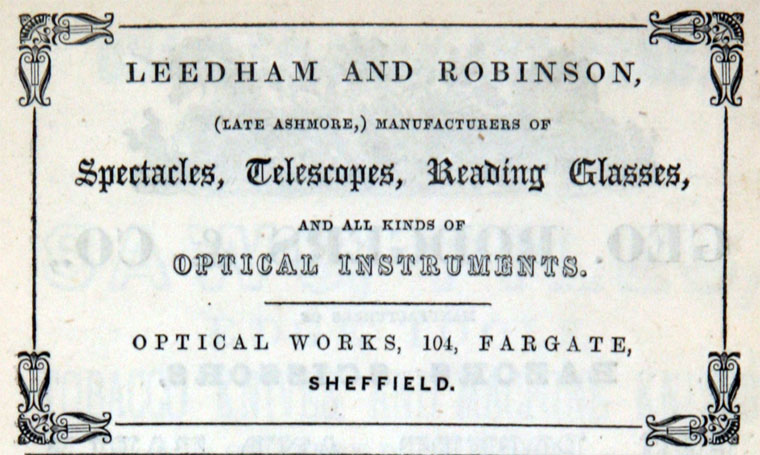 LEEDHAM AND ROBINSON,
(LATE ASHMORE,) MANUFACTURERS OF
Spectacles, Telescopes, Reading Glasses,
AND ALL KINDS OF
OPTICAL INSTRUMENTS.
OPTICAL WORKS, 104, FARGATE,
SHEFFIELD.